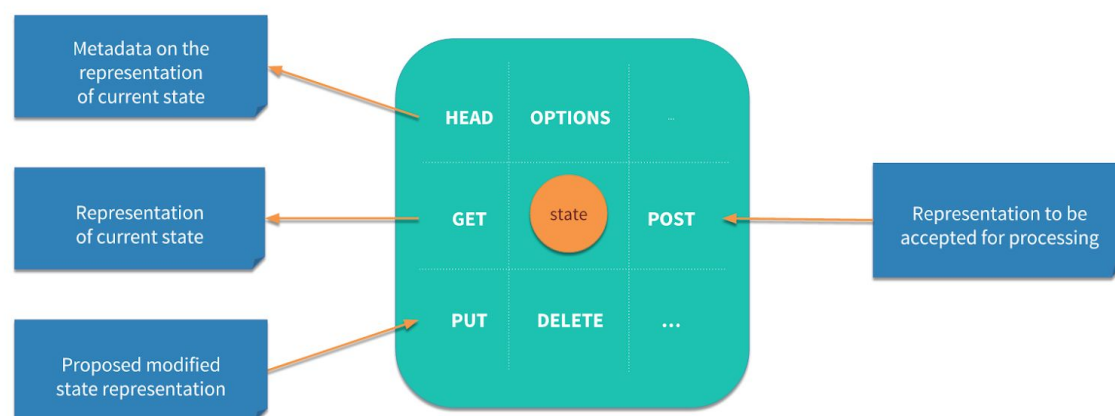 Metadata on the
representation
of current state
HEAD
OPTIONS
...
Representation
of current state
GET
state
POST
Representation to be
accepted for processing
PUT
DELETE
...
Proposed modified
state representation